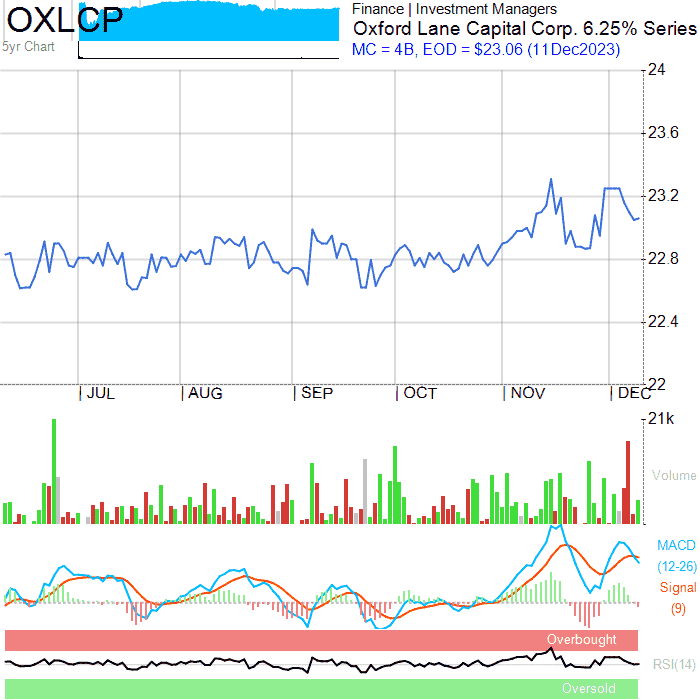 OXLCP
5yr Chart
Finance | Investment Managers
Oxford Lane Capital Corp. 6.25% Series
MC = 4B, EOD = $23.06 (11Dec2023)
24
23.6
23.2
22.8
22.4
22
| JUL | AUG | SEP | OCT | NOV | DEC
21k
Volume
MACD
(12-26)
Signal
(9)
Overbought
RSI(14)
Oversold